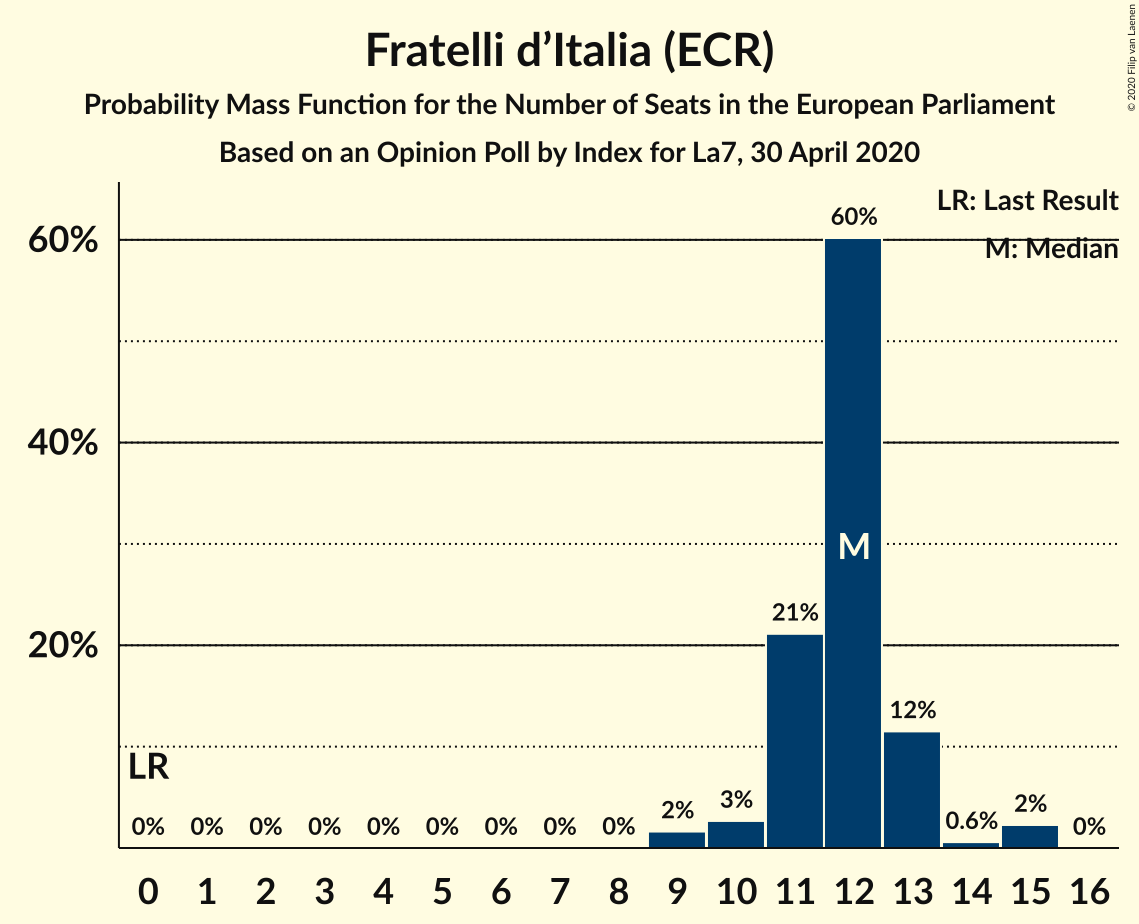 Fratelli d’Italia (ECR)
Probability Mass Function for the Number of Seats in the European Parliament
Based on an Opinion Poll by Index for La7, 30 April 2020
© 2020 Filip van Laenen
LR: Last Result
M: Median
60%
40%
20%
LR
0% 0% 0% 0% 0% 0% 0% 0% 0% 2% 3% 21% 60% 12% 0.6% 2% 0%
M
0 1 2 3 4 5 6 7 8 9 10 11 12 13 14 15 16